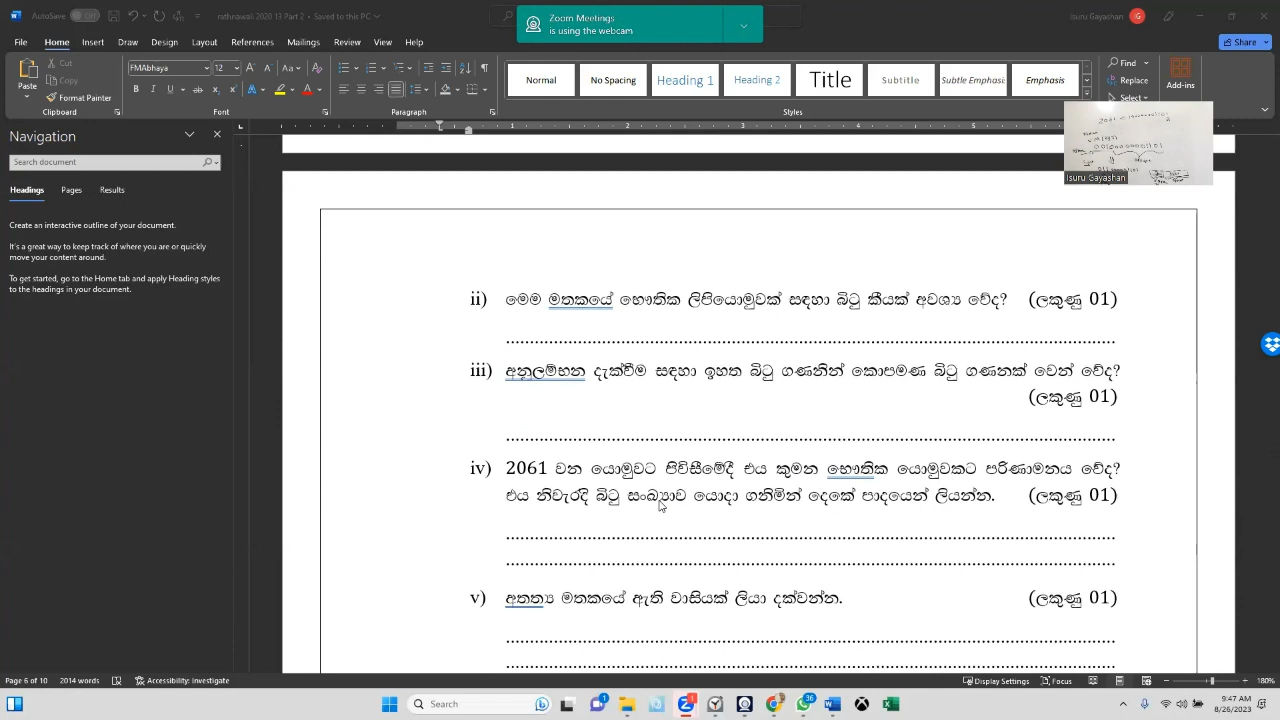 rathnawali 2020 13 Part 2 - Saved to this PC
AutoSave Off
Zoom Meetings
is using the webcam
Isuru Gayashan
G
File Home Insert Draw Design Layout References Mailings Review View Help
Share
Paste
Cut
Copy
Format Painter
Clipboard
FMAbhaya 12
Font
Paragraph
Normal No Spacing Heading 1 Heading 2 Title Subtitle Subtle Emphasis Emphasis
Styles
Find
Replace
Select
Add-ins
Navigation
Search document
Headings Pages Results
Create an interactive outline of your document.
It's a great way to keep track of where you are or quickly
move your content around.
To get started, go to the Home tab and apply Heading styles
to the headings in your document.
Isuru Gayashan
ii) මෙම මතකයේ භෞතික ලිපියොමුවක් සඳහා බිටු කීයක් අවශ්‍ය වේද? (ලකුණු 01)
iii) අනුලම්භන දැක්වීම සඳහා ඉහත බිටු ගණනින් කොපමණ බිටු ගණනක් වෙන් වේද?
(ලකුණු 01)
iv) 2061 වන යොමුවට පිවිසීමේදී එය කුමන භෞතික යොමුවකට පරිණාමනය වේද?
එය නිවැරදි බිටු සංඛ්‍යාව යොදා ගනිමින් දෙකේ පාදයෙන් ලියන්න. (ලකුණු 01)
v) අතත්‍ය මතකයේ ඇති වාසියක් ලියා දක්වන්න. (ලකුණු 01)
Page 6 of 10 2014 words Accessibility: Investigate
Display Settings Focus 180%
Search
9:47 AM
8/26/2023